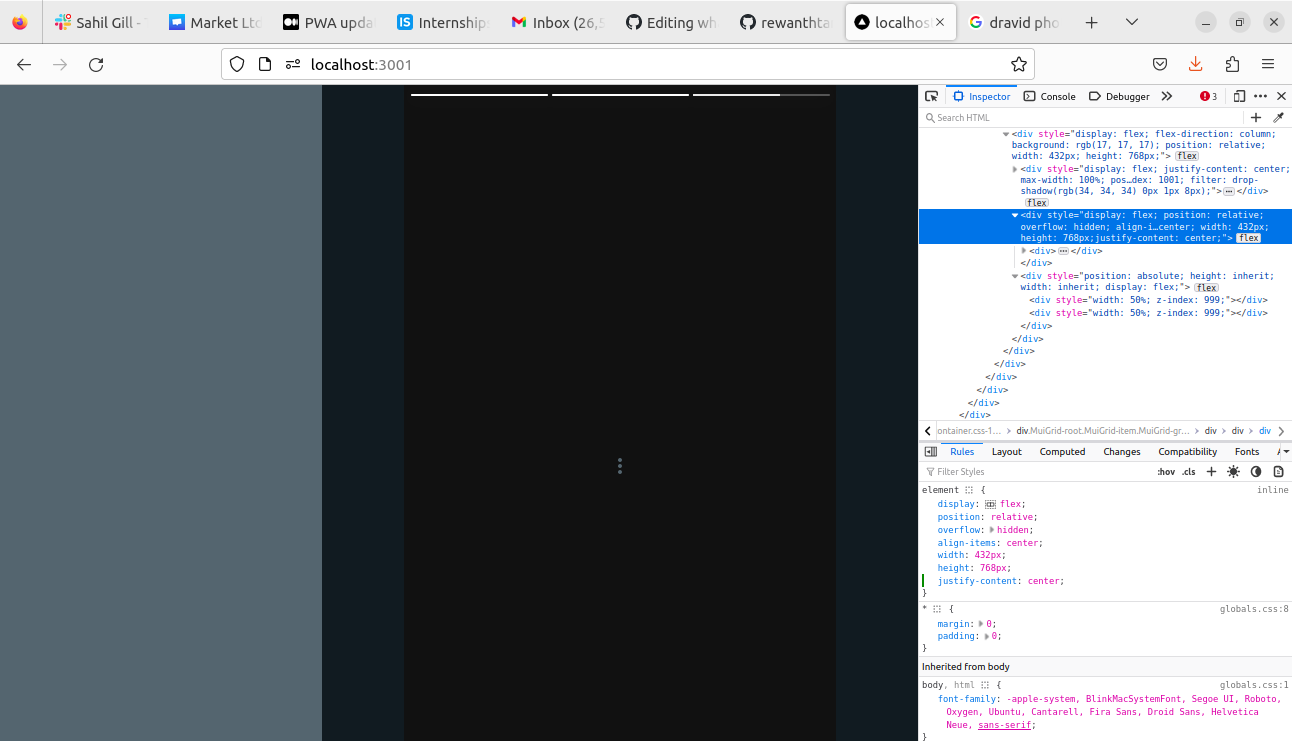 Sahil Gill -
Market Ltd
PWA upda
Internships
Inbox (26,5
Editing wh
rewanthta
localhos
dravid pho
localhost:3001
Inspector
Console
Debugger
3
Search HTML
<div style="display: flex; flex-direction: column;
background: rgb(17, 17, 17); position: relative;
width: 432px; height: 768px;"> flex
<div style="display: flex; justify-content: center;
max-width: 100%; pos…dex: 1001; filter: drop-
shadow(rgb(34, 34, 34) 0px 1px 8px);">…</div>
flex
<div style="display: flex; position: relative;
overflow: hidden; align-i…center; width: 432px;
height: 768px;justify-content: center;"> flex
<div>…</div>
</div>
<div style="position: absolute; height: inherit;
width: inherit; display: flex;"> flex
<div style="width: 50%; z-index: 999;"></div>
<div style="width: 50%; z-index: 999;"></div>
</div>
</div>
</div>
</div>
</div>
</div>
</div>
</div>
ontainer.css-1… > div.MuiGrid-root.MuiGrid-item.MuiGrid-gr… > div > div > div
Rules
Layout
Computed
Changes
Compatibility
Fonts
Filter Styles
:hov
.cls
element { inline
display: flex;
position: relative;
overflow: hidden;
align-items: center;
width: 432px;
height: 768px;
justify-content: center;
}
* { globals.css:8
margin: 0;
padding: 0;
}
Inherited from body
body, html { globals.css:1
font-family: -apple-system, BlinkMacSystemFont, Segoe UI, Roboto,
Oxygen, Ubuntu, Cantarell, Fira Sans, Droid Sans, Helvetica
Neue, sans-serif;
}